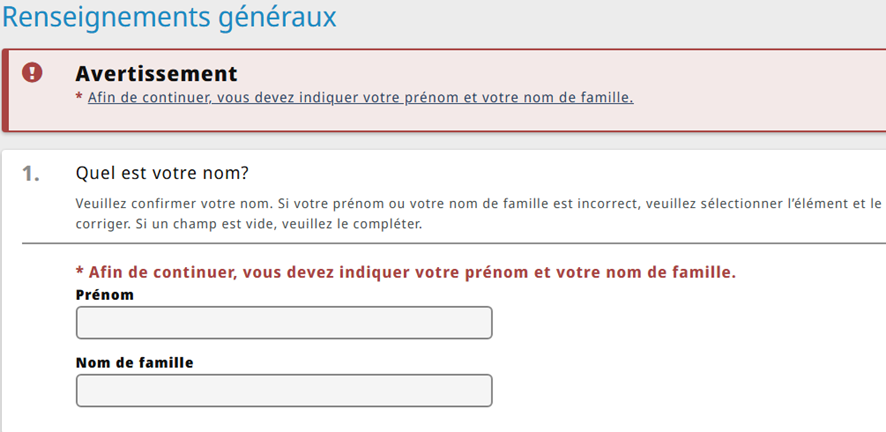 Renseignements généraux
Avertissement
* Afin de continuer, vous devez indiquer votre prénom et votre nom de famille.
1. Quel est votre nom?
Veuillez confirmer votre nom. Si votre prénom ou votre nom de famille est incorrect, veuillez sélectionner l'élément et le
corriger. Si un champ est vide, veuillez le compléter.
* Afin de continuer, vous devez indiquer votre prénom et votre nom de famille.
Prénom
Nom de famille